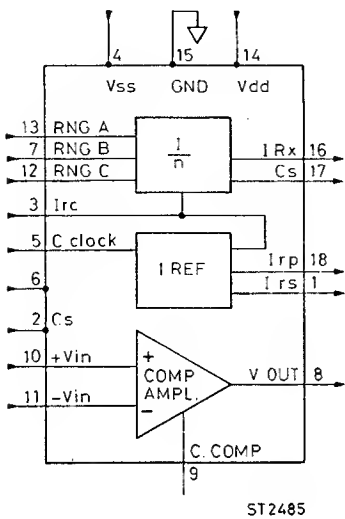 4 15 14
Vss GND Vdd
13 RNG A
7 RNG B
12 RNG C
1/n
IRx 16
Cs 17
3 Irc
5 C clock
I REF
Irp 18
Irs 1
6
2 Cs
10 +Vin
+
COMP
AMPL.
V OUT 8
11 -Vin
-
C. COMP
9
ST2485